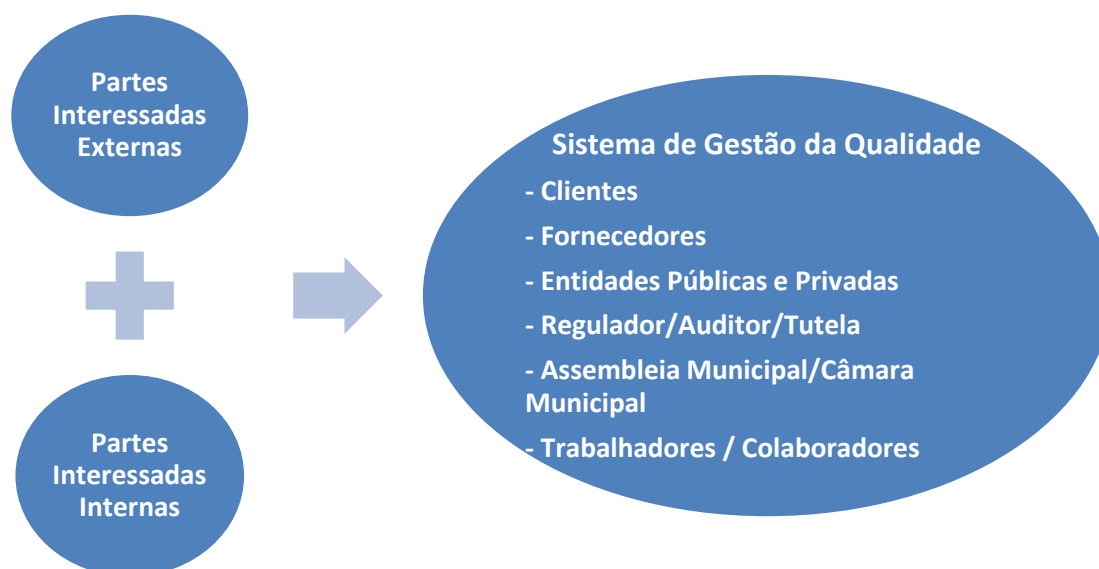 Partes
Interessadas
Externas
Partes
Interessadas
Internas
Sistema de Gestão da Qualidade
- Clientes
- Fornecedores
- Entidades Públicas e Privadas
- Regulador/Auditor/Tutela
- Assembleia Municipal/Câmara
Municipal
- Trabalhadores / Colaboradores